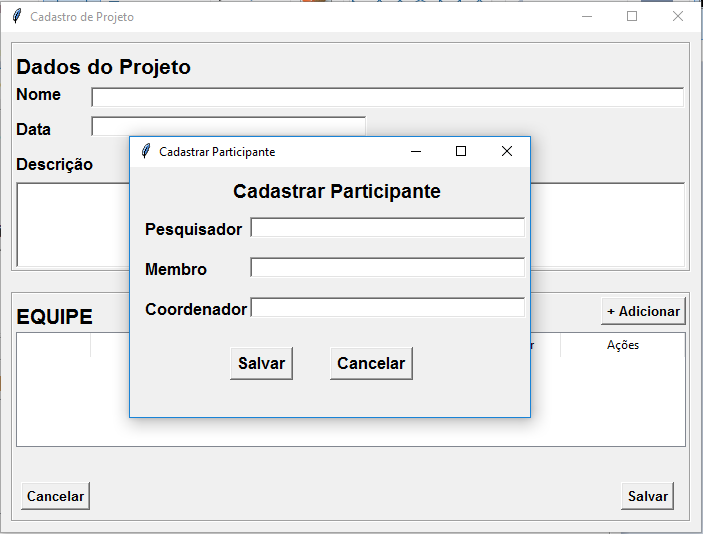 Cadastro de Projeto
Dados do Projeto
Nome
Data
Descrição
Cadastrar Participante
Cadastrar Participante
Pesquisador
Membro
Coordenador
Salvar Cancelar
EQUIPE
+ Adicionar
Ações
Cancelar Salvar